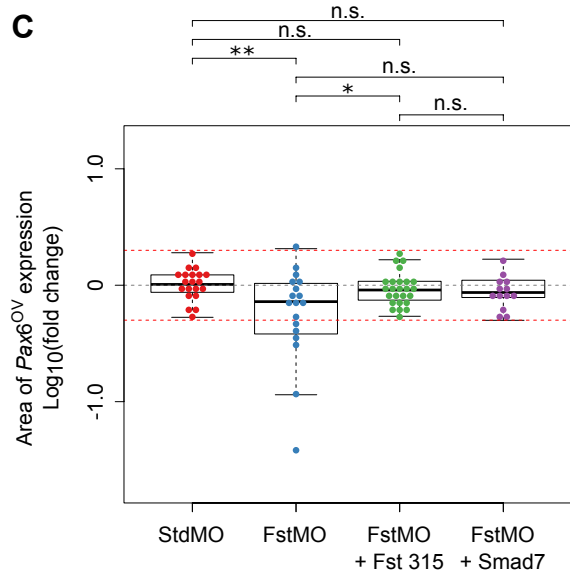 C
n.s.
n.s.
**
n.s.
*
n.s.
1.0
0
-1.0
Area of Pax6OV expression
Log10(fold change)
StdMO
FstMO
FstMO
+ Fst 315
FstMO
+ Smad7